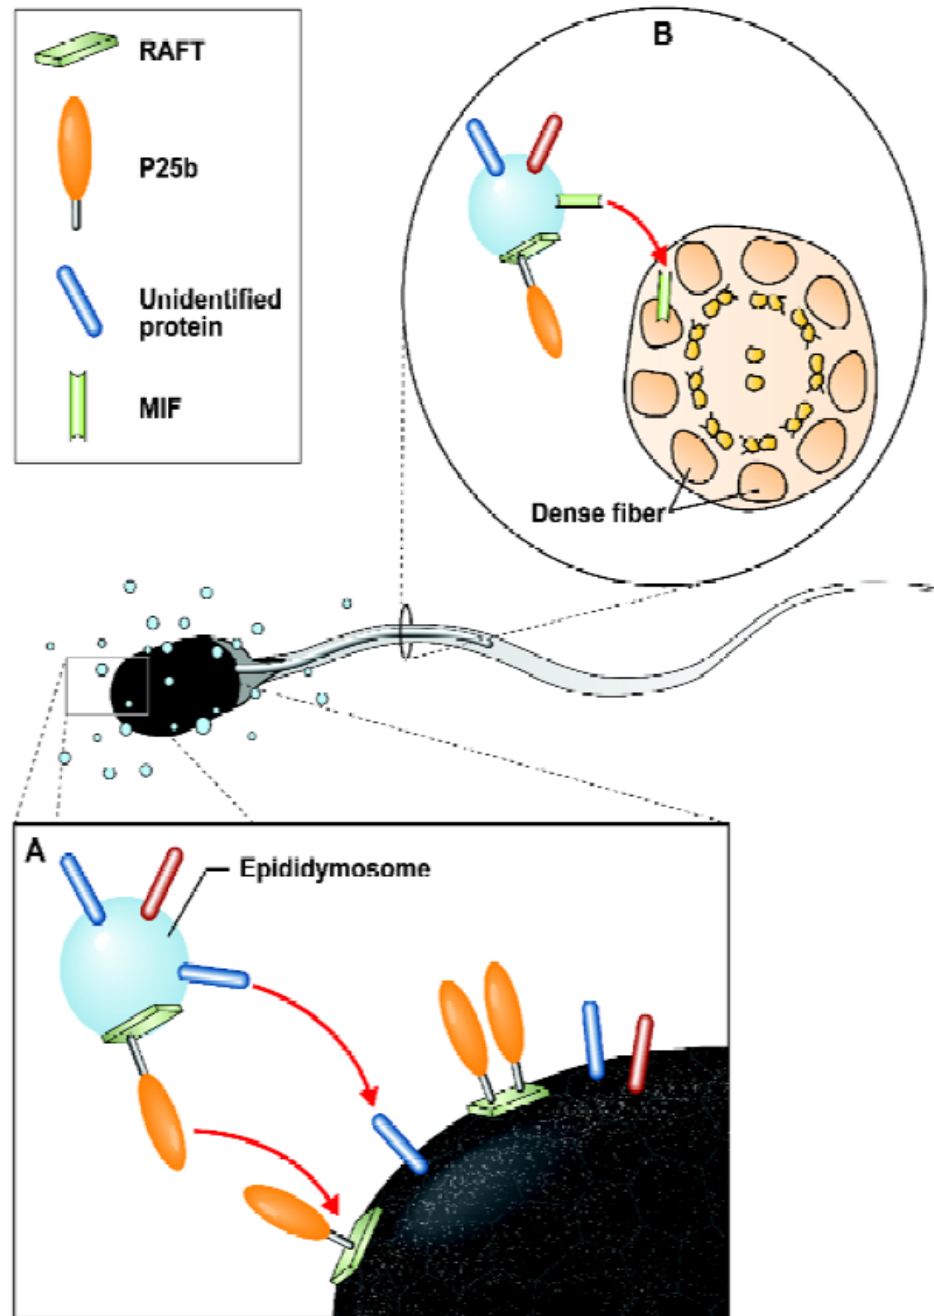 RAFT
P25b
Unidentified
protein
MIF
B
Dense fiber
A
Epididymosome